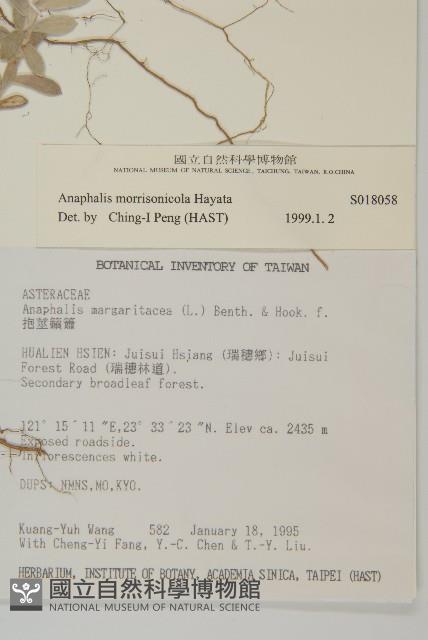 國立自然科學博物館
NATIONAL MUSEUM OF NATURAL SCIENCE, TAICHUNG, TAIWAN, R.O.CHINA
Anaphalis morrisonicola Hayata S018058
Det. by Ching-I Peng (HAST) 1999.1. 2
BOTANICAL INVENTORY OF TAIWAN
ASTERACEAE
Anaphalis margaritacea (L.) Benth. & Hook. f.
抱莖籟簫
HUALIEN HSIEN: Juisui Hsiang (瑞穗鄉): Juisui
Forest Road (瑞穗林道).
Secondary broadleaf forest.
121° 15′ 11 ″E,23° 33′ 23 ″N. Elev ca. 2435 m
Exposed roadside.
Inflorescences white.
DUPS: NMNS,MO,KYO.
Kuang-Yuh Wang 582 January 18, 1995
With Cheng-Yi Fang, Y.-C. Chen & T.-Y. Liu.
HERBARIUM, INSTITUTE OF BOTANY, ACADEMIA SINICA, TAIPEI (HAST)
國立自然科學博物館
NATIONAL MUSEUM OF NATURAL SCIENCE